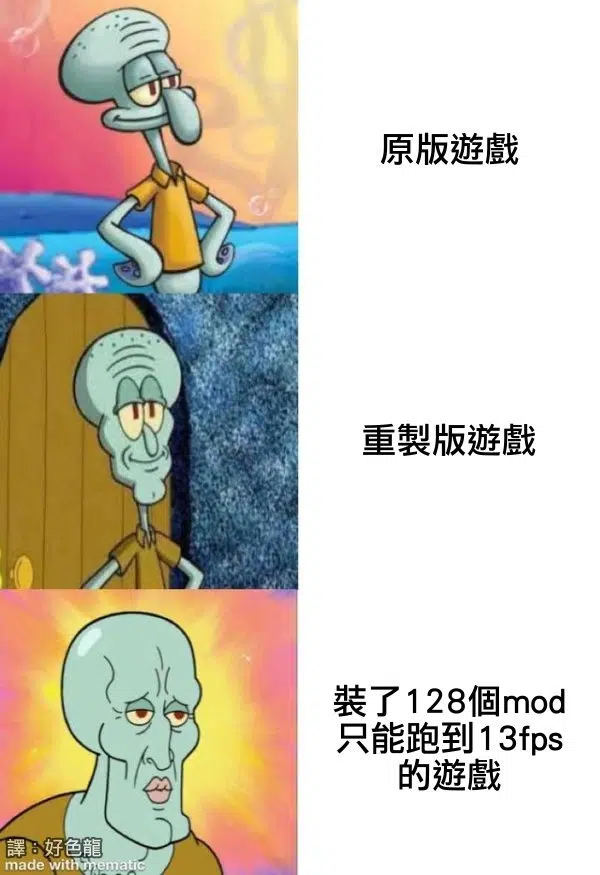 原版遊戲
重製版遊戲
裝了128個mod
只能跑到13fps
的遊戲
譯：好色龍
made with mematic